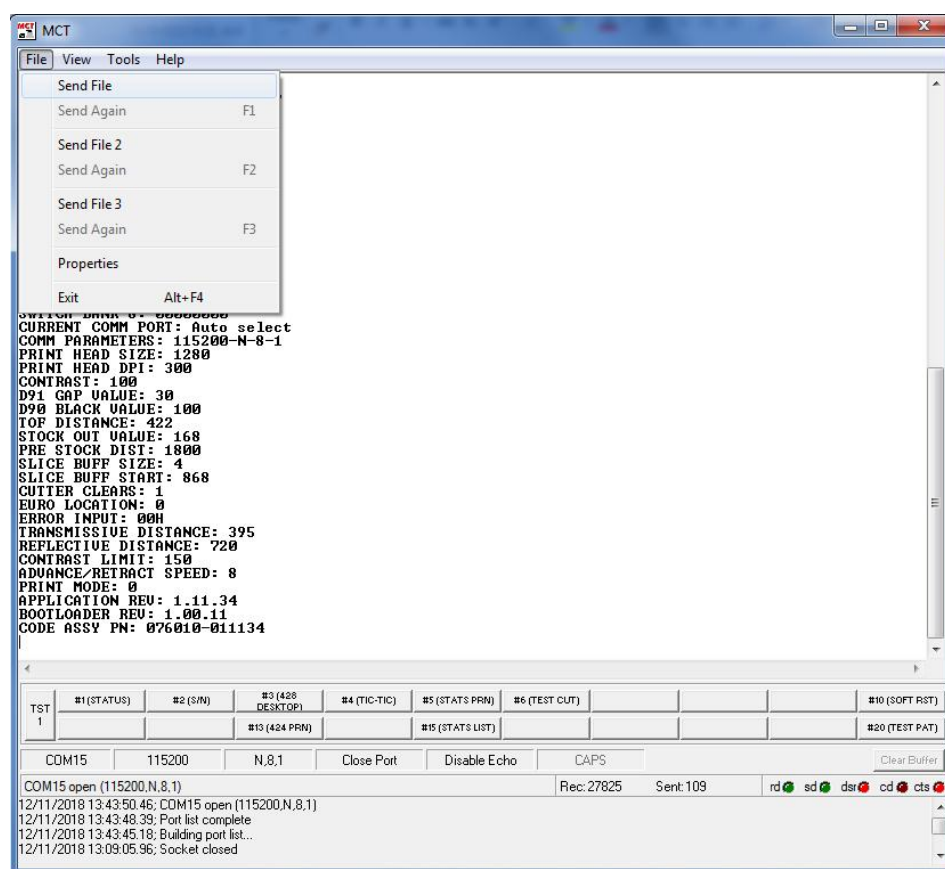 MCT
File View Tools Help
Send File
Send Again F1
Send File 2
Send Again F2
Send File 3
Send Again F3
Properties
Exit Alt+F4
CURRENT COMM PORT: Auto select
COMM PARAMETERS: 115200-N-8-1
PRINT HEAD SIZE: 1280
PRINT HEAD DPI: 300
CONTRAST: 100
D91 GAP VALUE: 30
D90 BLACK VALUE: 100
TOF DISTANCE: 422
STOCK OUT VALUE: 168
PRE STOCK DIST: 1800
SLICE BUFF SIZE: 4
SLICE BUFF START: 868
CUTTER CLEARS: 1
EURO LOCATION: 0
ERROR INPUT: 00H
TRANSMISSIVE DISTANCE: 395
REFLECTIVE DISTANCE: 720
CONTRAST LIMIT: 150
ADVANCE/RETRACT SPEED: 8
PRINT MODE: 0
APPLICATION REV: 1.11.34
BOOTLOADER REV: 1.00.11
CODE ASSY PN: 076010-011134
TST 1
#1(STATUS) #2 (S/N) #3 (428 DESKTOP) #4 (TIC-TIC) #5 (STATS PRN) #6 (TEST CUT) #10 (SOFT RST)
#13 (424 PRN) #15 (STATS LIST) #20 (TEST PAT)
COM15 115200 N,8,1 Close Port Disable Echo CAPS Clear Buffer
COM15 open (115200,N,8,1) Rec: 27825 Sent: 109 rd sd dsr cd cts
12/11/2018 13:43:50.46; COM15 open (115200,N,8,1)
12/11/2018 13:43:48.39; Port list complete
12/11/2018 13:43:45.18; Building port list...
12/11/2018 13:09:05.96; Socket closed